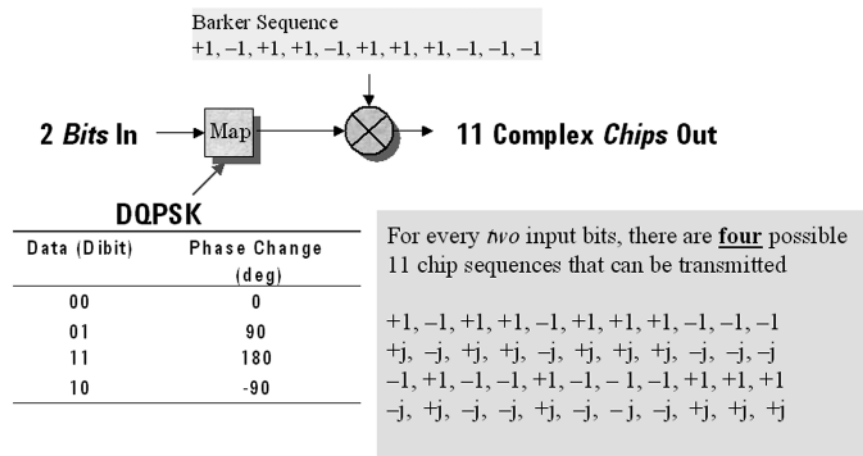 Barker Sequence
+1, –1, +1, +1, –1, +1, +1, +1, –1, –1, –1
2 Bits In
Map
11 Complex Chips Out
DQPSK
Data (Dibit) Phase Change
(deg)
00 0
01 90
11 180
10 -90
For every two input bits, there are four possible
11 chip sequences that can be transmitted
+1, –1, +1, +1, –1, +1, +1, +1, –1, –1, –1
+j, –j, +j, +j, –j, +j, +j, +j, –j, –j, –j
–1, +1, –1, –1, +1, –1, – 1, –1, +1, +1, +1
–j, +j, –j, –j, +j, –j, – j, –j, +j, +j, +j